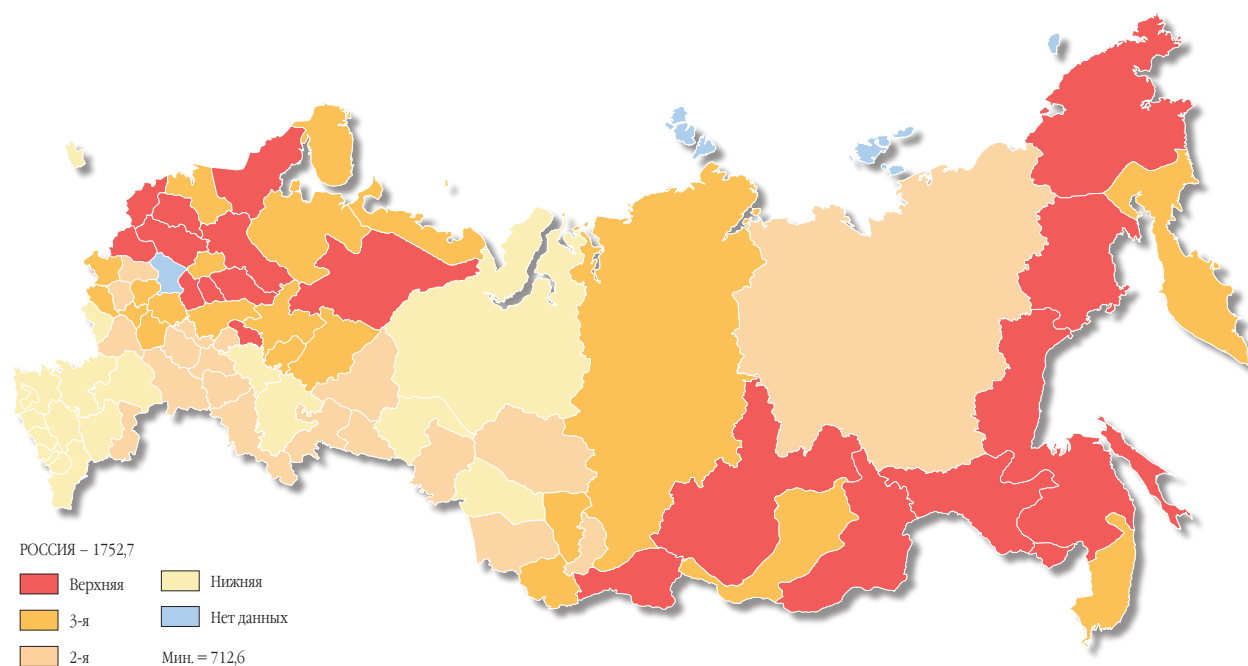 РОССИЯ – 1752,7
Верхняя
3-я
2-я
Нижняя
Нет данных
Мин. = 712,6